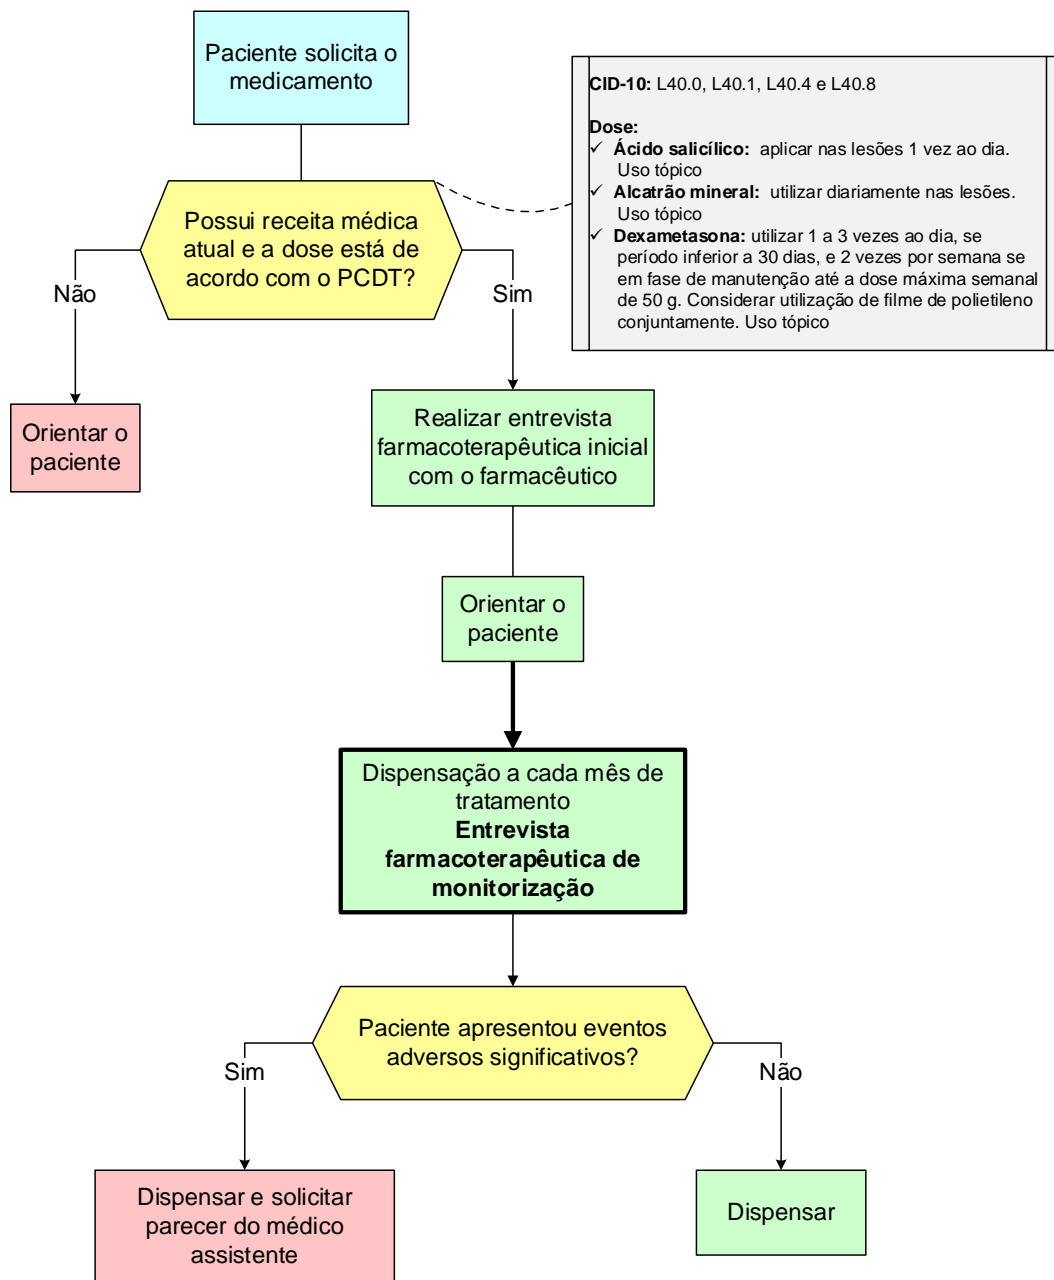 Paciente solicita o
medicamento
CID-10: L40.0, L40.1, L40.4 e L40.8
Dose:
✓ Ácido salicílico: aplicar nas lesões 1 vez ao dia.
Uso tópico
✓ Alcatrão mineral: utilizar diariamente nas lesões.
Uso tópico
✓ Dexametasona: utilizar 1 a 3 vezes ao dia, se
período inferior a 30 dias, e 2 vezes por semana se
em fase de manutenção até a dose máxima semanal
de 50 g. Considerar utilização de filme de polietileno
conjuntamente. Uso tópico
Possui receita médica
atual e a dose está de
acordo com o PCDT?
Não
Sim
Orientar o
paciente
Realizar entrevista
farmacoterapêutica inicial
com o farmacêutico
Orientar o
paciente
Dispensação a cada mês de
tratamento
Entrevista
farmacoterapêutica de
monitorização
Paciente apresentou eventos
adversos significativos?
Sim
Não
Dispensar e solicitar
parecer do médico
assistente
Dispensar